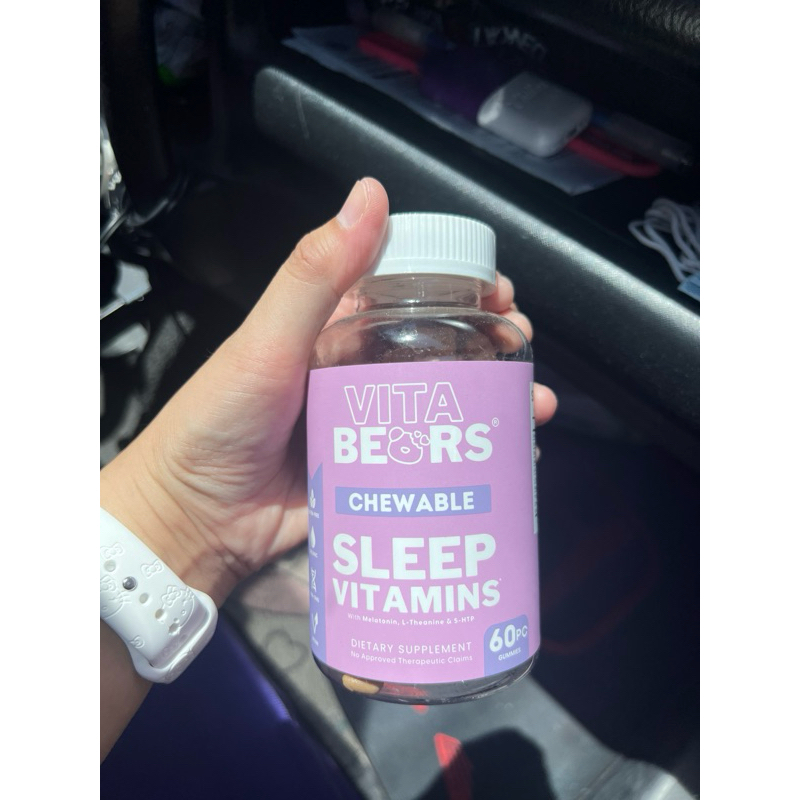 VITA
BEARS®
CHEWABLE
SLEEP
VITAMINS
With Melatonin, L-Theanine & 5-HTP
DIETARY SUPPLEMENT
No Approved Therapeutic Claims
60PC
GUMMIES